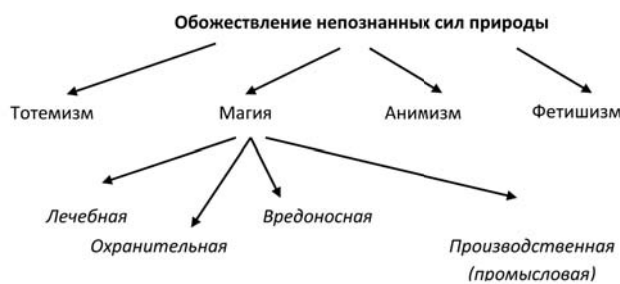 Обожествление непознанных сил природы
Тотемизм Магия Анимизм Фетишизм
Лечебная Вредоносная
Охранительная Производственная
(промысловая)